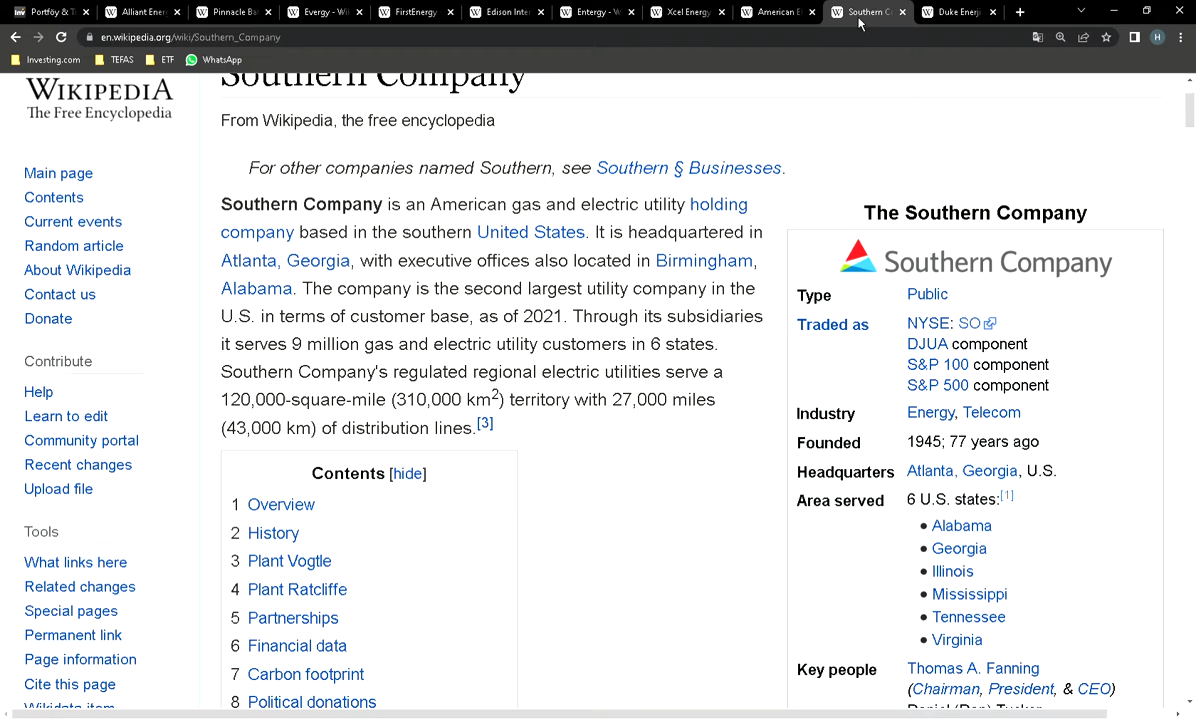 Portföy & T
Alliant Ener
Pinnacle
Evergy - Wi
FirstEnergy
Edison Inte
Entergy - W
Xcel Energy
American E
Southern C
Duke Ener
en.wikipedia.org/wiki/Southern_Company
H
Investing.com
TEFAS
ETF
WhatsApp
WIKIPEDIA
The Free Encyclopedia
Main page
Contents
Current events
Random article
About Wikipedia
Contact us
Donate
Contribute
Help
Learn to edit
Community portal
Recent changes
Upload file
Tools
What links here
Related changes
Special pages
Permanent link
Page information
Cite this page
Wikidata item
Southern Company
From Wikipedia, the free encyclopedia
For other companies named Southern, see Southern § Businesses.
Southern Company is an American gas and electric utility holding
company based in the southern United States. It is headquartered in
Atlanta, Georgia, with executive offices also located in Birmingham,
Alabama. The company is the second largest utility company in the
U.S. in terms of customer base, as of 2021. Through its subsidiaries
it serves 9 million gas and electric utility customers in 6 states.
Southern Company's regulated regional electric utilities serve a
120,000-square-mile (310,000 km²) territory with 27,000 miles
(43,000 km) of distribution lines.[3]
Contents [hide]
1 Overview
2 History
3 Plant Vogtle
4 Plant Ratcliffe
5 Partnerships
6 Financial data
7 Carbon footprint
8 Political donations
The Southern Company
Southern Company
Type Public
Traded as NYSE: SO
DJUA component
S&P 100 component
S&P 500 component
Industry Energy, Telecom
Founded 1945; 77 years ago
Headquarters Atlanta, Georgia, U.S.
Area served 6 U.S. states:[1]
• Alabama
• Georgia
• Illinois
• Mississippi
• Tennessee
• Virginia
Key people Thomas A. Fanning
(Chairman, President, & CEO)